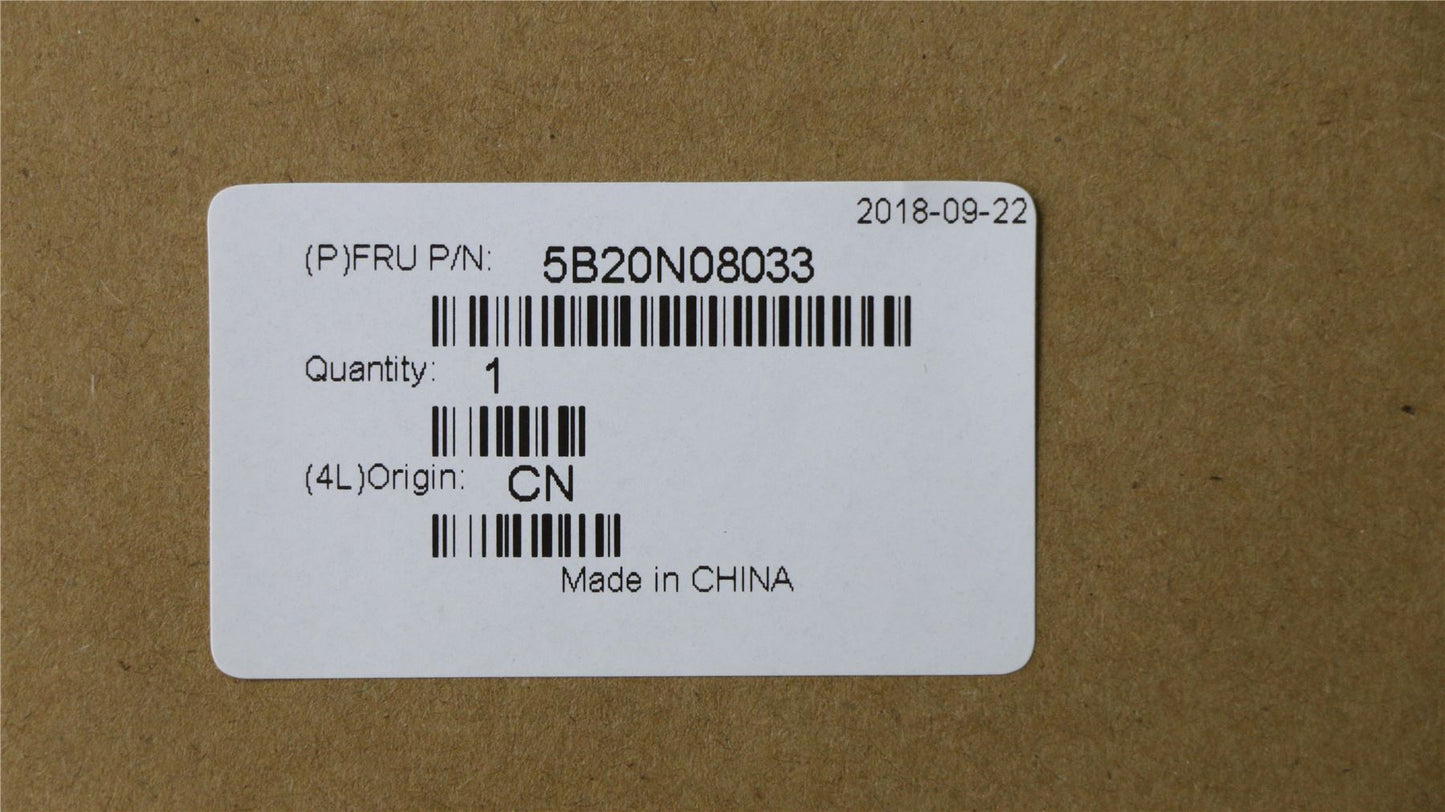 2018-09-22
(P)FRU P/N: 5B20N08033
Quantity: 1
(4L)Origin: CN
Made in CHINA